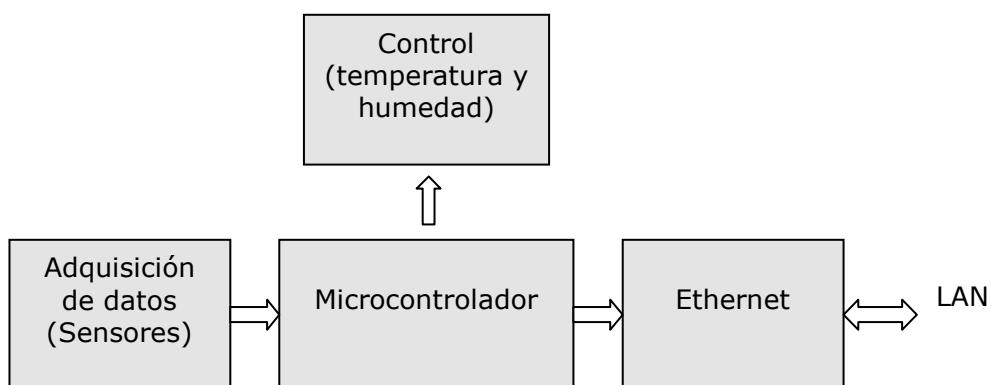 Control
(temperatura y
humedad)
Adquisición
de datos
(Sensores)
Microcontrolador
Ethernet
LAN